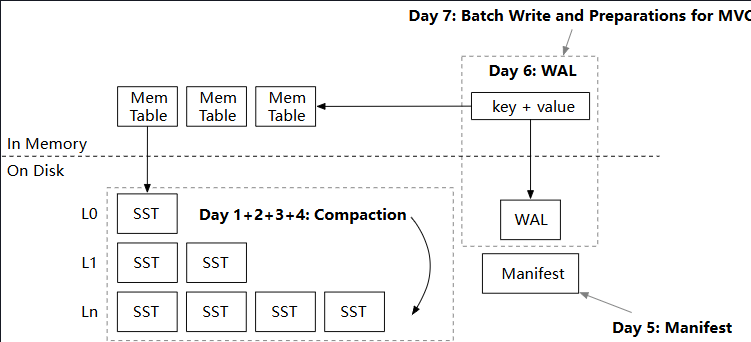 Day 7: Batch Write and Preparations for MVC
Day 6: WAL
Mem
Table
Mem
Table
Mem
Table
key + value
In Memory
On Disk
L0
SST
Day 1+2+3+4: Compaction
WAL
L1
SST
SST
Manifest
Ln
SST
SST
SST
SST
Day 5: Manifest